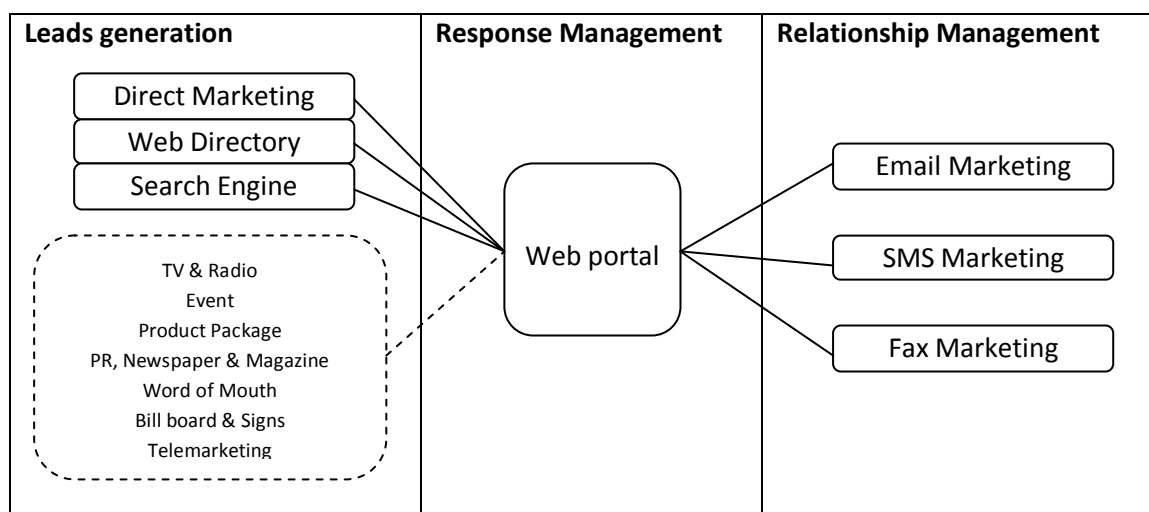 Leads generation
Direct Marketing
Web Directory
Search Engine
TV & Radio
Event
Product Package
PR, Newspaper & Magazine
Word of Mouth
Bill board & Signs
Telemarketing
Response Management
Web portal
Relationship Management
Email Marketing
SMS Marketing
Fax Marketing